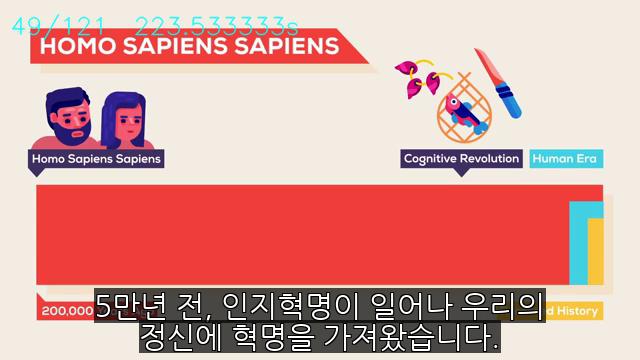 49/121 223.533333s
HOMO SAPIENS SAPIENS
Homo Sapiens Sapiens
Cognitive Revolution
Human Era
200,000
History
5만년 전, 인지혁명이 일어나 우리의
정신에 혁명을 가져왔습니다.